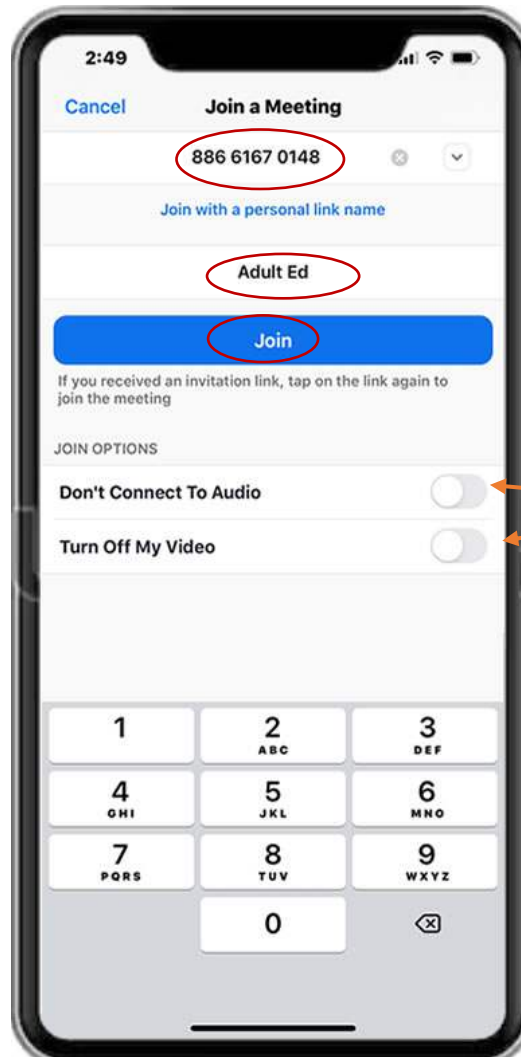 2:49
Cancel Join a Meeting
886 6167 0148
Join with a personal link name
Adult Ed
Join
If you received an invitation link, tap on the link again to
join the meeting
JOIN OPTIONS
Don't Connect To Audio
Turn Off My Video
1 2 3
ABC DEF
4 5 6
GHI JKL MNO
7 8 9
PQRS TUV WXYZ
0